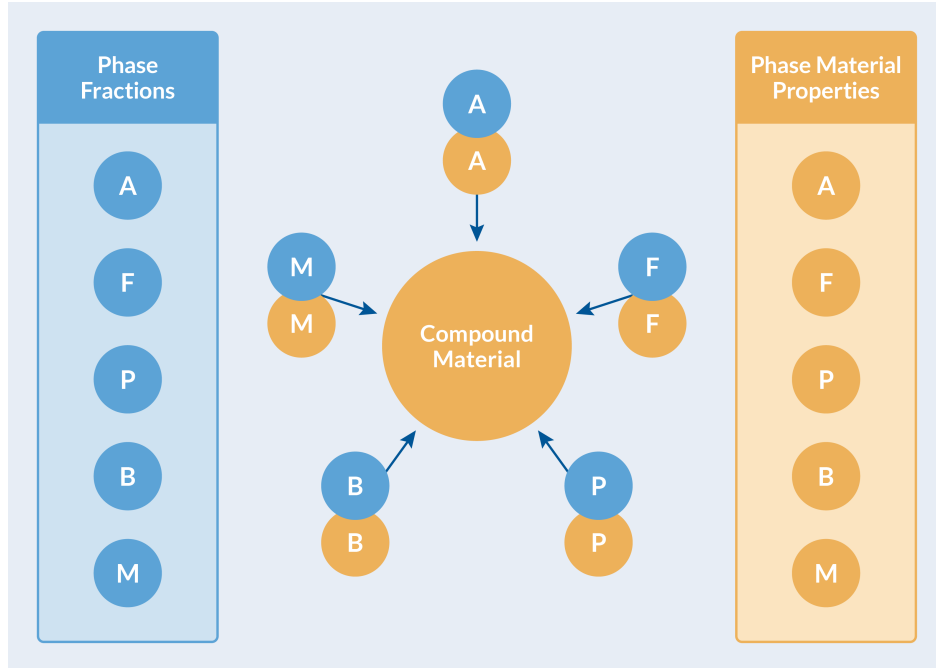 Phase
Fractions
A
F
P
B
M
A
A
M
M
F
F
Compound
Material
B
B
P
P
Phase Material
Properties
A
F
P
B
M